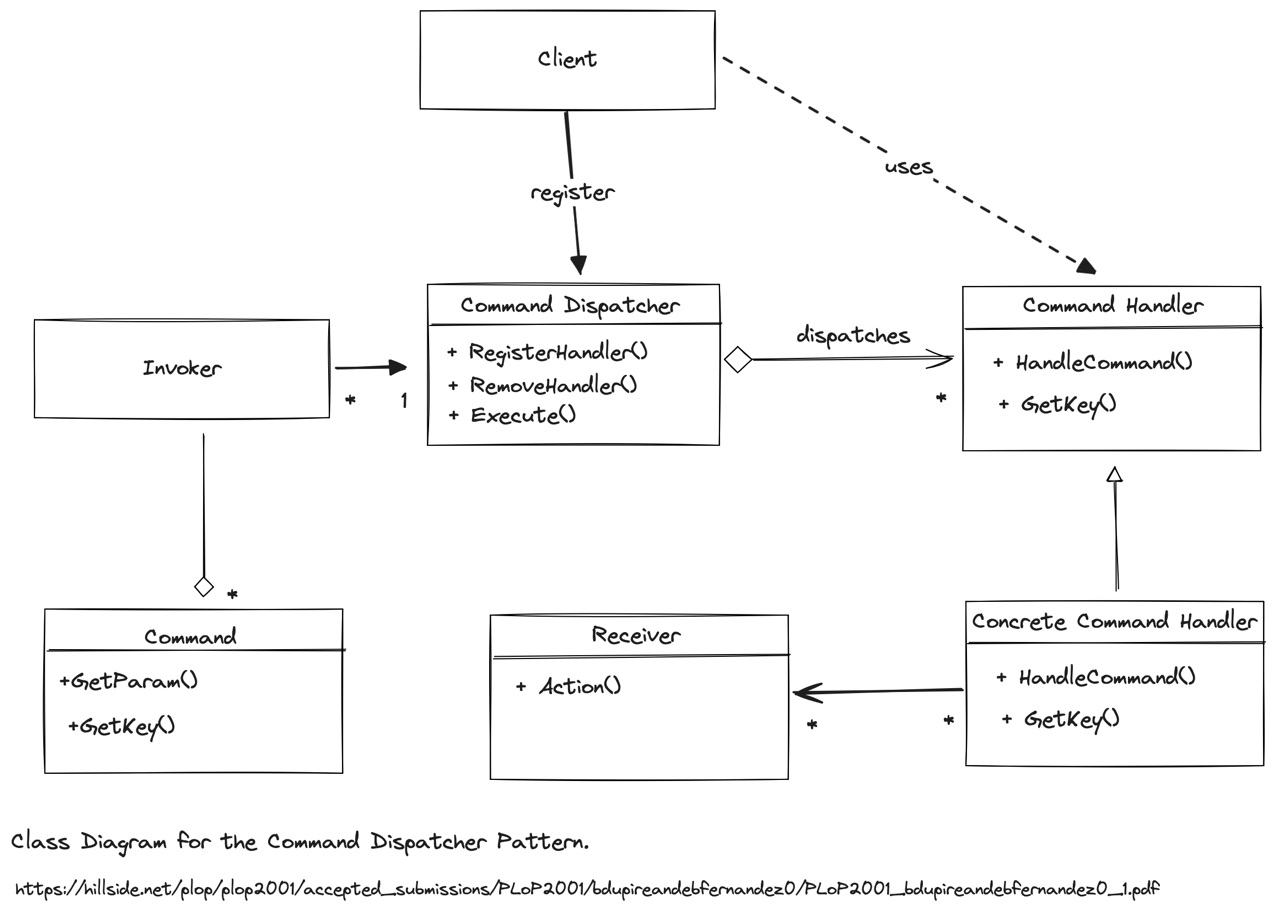 Client
uses
register
Command Dispatcher
+ RegisterHandler()
+ RemoveHandler()
+ Execute()
dispatches
*
Command Handler
+ HandleCommand()
+ GetKey()
Invoker
*
1
*
Command
+GetParam()
+GetKey()
Receiver
+ Action()
*
*
Concrete Command Handler
+ HandleCommand()
+ GetKey()
Class Diagram for the Command Dispatcher Pattern.
https://hillside.net/plop/plop2001/accepted_submissions/PLoP2001/bdupireandebfernandez0/PLoP2001_bdupireandebfernandez0_1.pdf